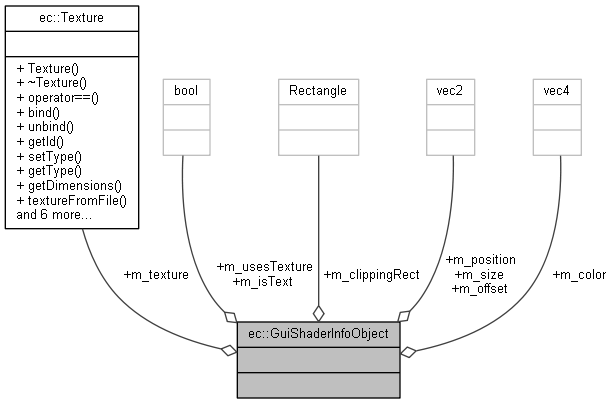 ec::Texture
+ Texture()
+ ~Texture()
+ operator==()
+ bind()
+ unbind()
+ getId()
+ setType()
+ getType()
+ getDimensions()
+ textureFromFile()
and 6 more...
bool
Rectangle
vec2
vec4
+m_texture
+m_usesTexture
+m_isText
+m_clippingRect
+m_position
+m_size
+m_offset
+m_color
ec::GuiShaderInfoObject